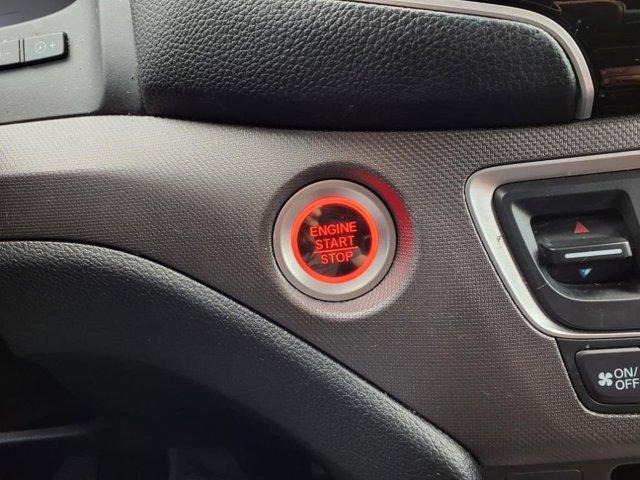 ENGINE
START
STOP
ON/
OFF